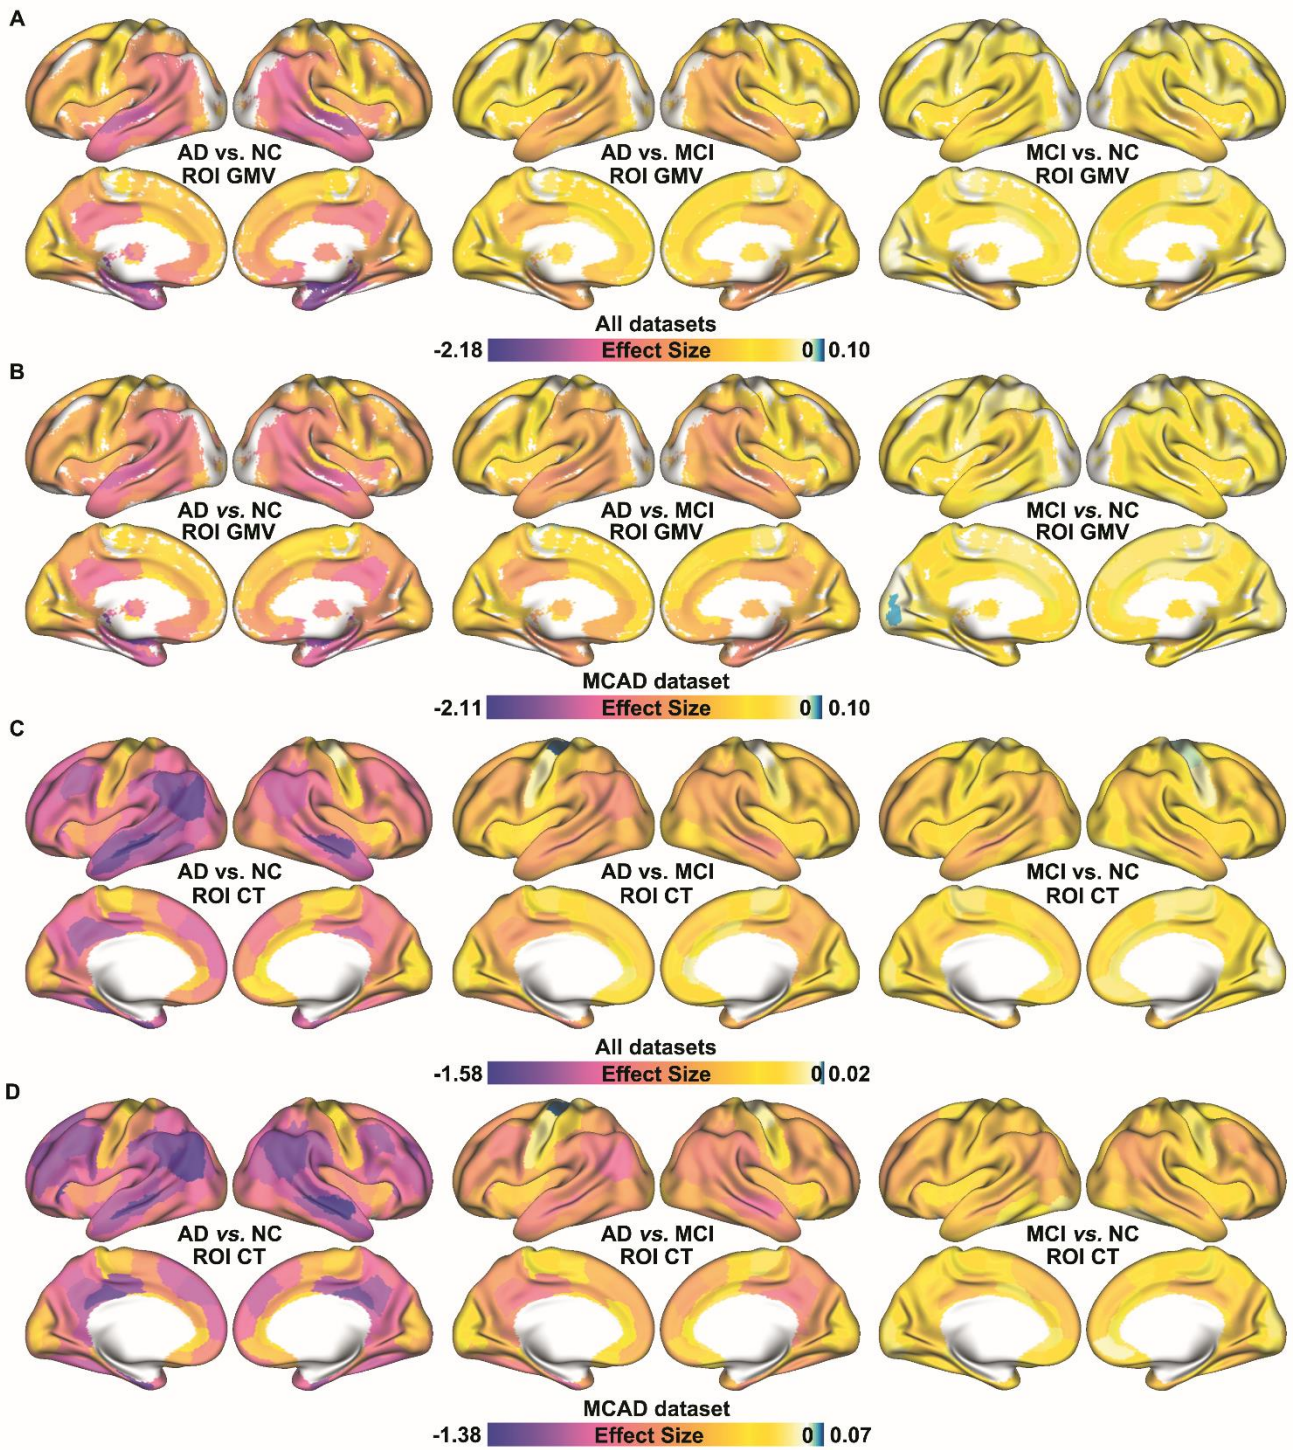 A
AD vs. NC
ROI GMV
AD vs. MCI
ROI GMV
MCI vs. NC
ROI GMV
All datasets
-2.18 Effect Size 0 0.10
B
AD vs. NC
ROI GMV
AD vs. MCI
ROI GMV
MCI vs. NC
ROI GMV
MCAD dataset
-2.11 Effect Size 0 0.10
C
AD vs. NC
ROI CT
AD vs. MCI
ROI CT
MCI vs. NC
ROI CT
All datasets
-1.58 Effect Size 0 0.02
D
AD vs. NC
ROI CT
AD vs. MCI
ROI CT
MCI vs. NC
ROI CT
MCAD dataset
-1.38 Effect Size 0 0.07